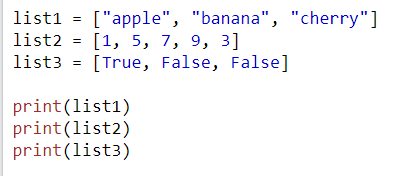 list1 = ["apple", "banana", "cherry"]
list2 = [1, 5, 7, 9, 3]
list3 = [True, False, False]
print(list1)
print(list2)
print(list3)